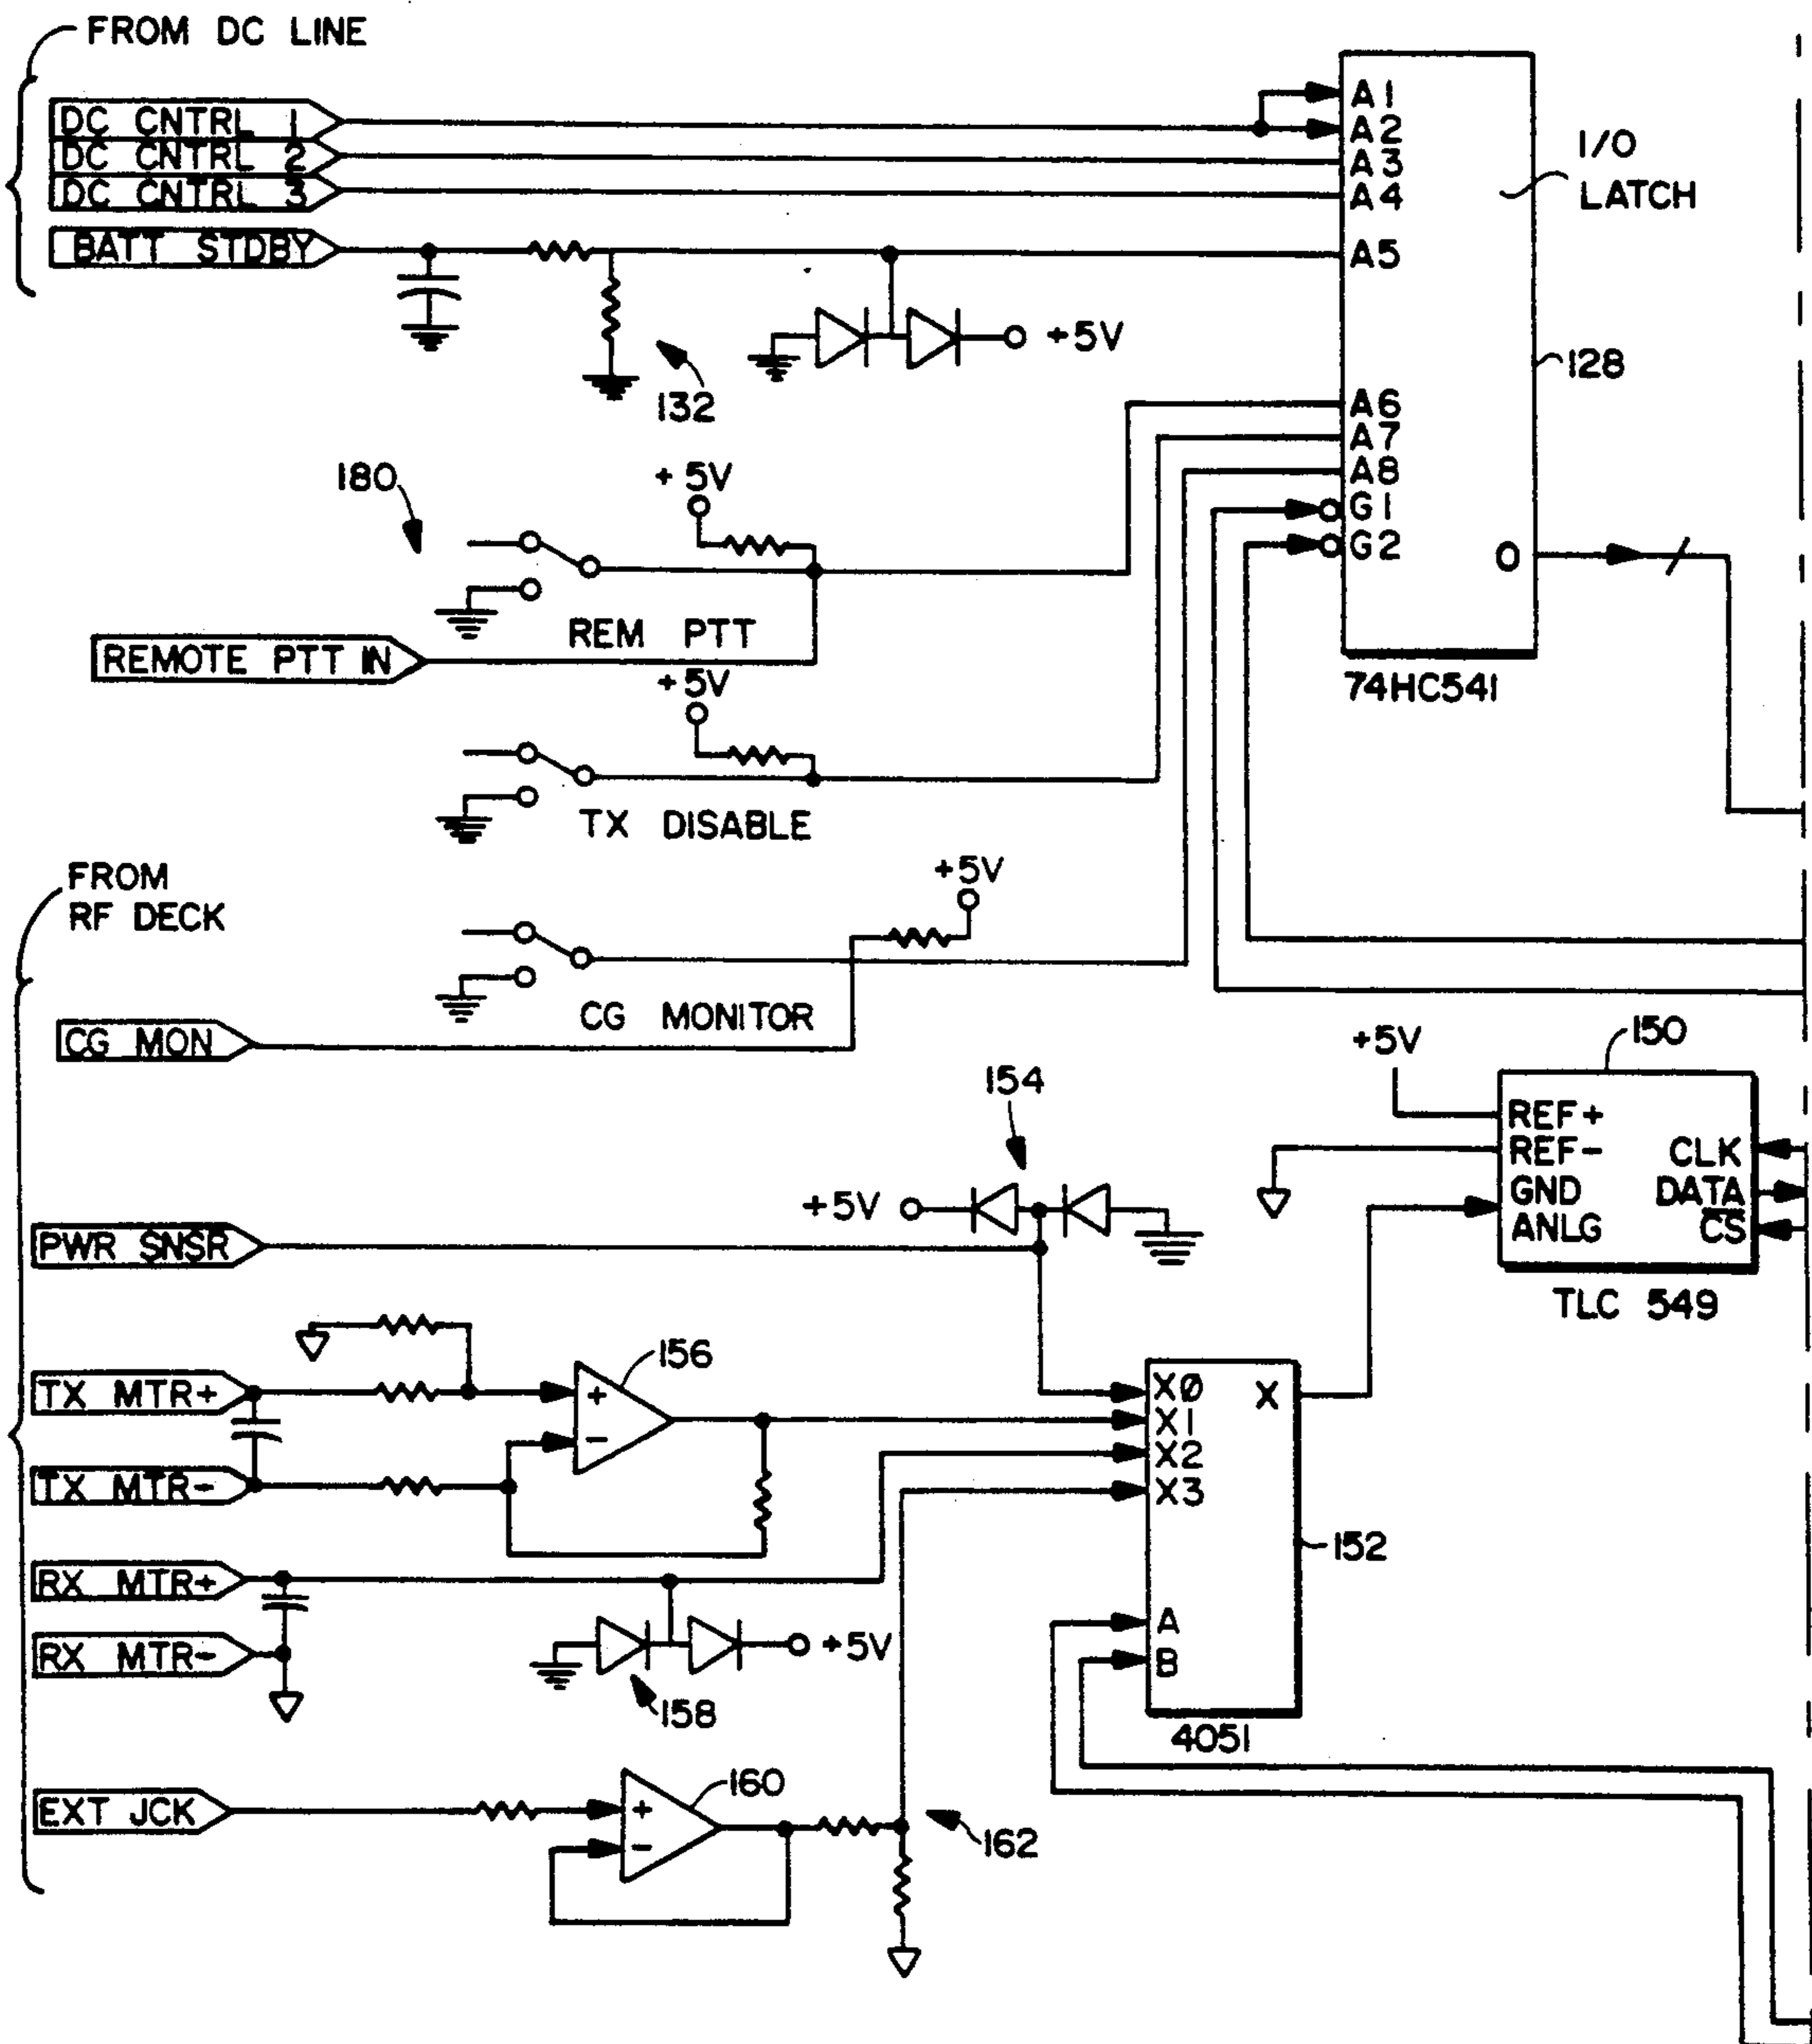 FROM DC LINE
DC CNTRL 1
DC CNTRL 2
DC CNTRL 3
BATT STDBY
A1
A2
A3
A4
A5
I/O
LATCH
+5V
132
128
A6
A7
A8
G1
G2
O
74HC541
180
+5V
REM PTT
REMOTE PTT IN
+5V
TX DISABLE
FROM
RF DECK
+5V
CG MONITOR
CG MON
+5V
150
REF+
REF-
GND
ANLG
CLK
DATA
CS
TLC 549
154
+5V
PWR SNSR
TX MTR+
TX MTR-
156
+
-
X0
X1
X2
X3
X
A
B
152
4051
RX MTR+
RX MTR-
+5V
158
EXT JCK
160
+
-
162